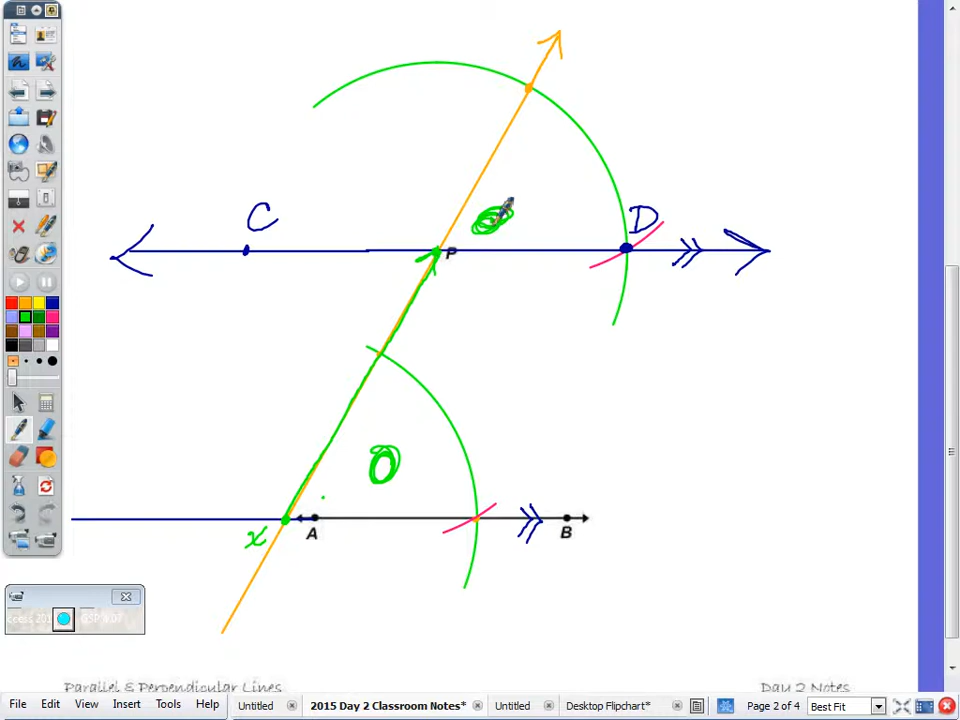 C
D
P
x
A
B
Parallel & Perpendicular Lines
Day 2 Notes
File Edit View Insert Tools Help
Untitled
2015 Day 2 Classroom Notes*
Untitled
Desktop Flipchart*
Page 2 of 4
Best Fit